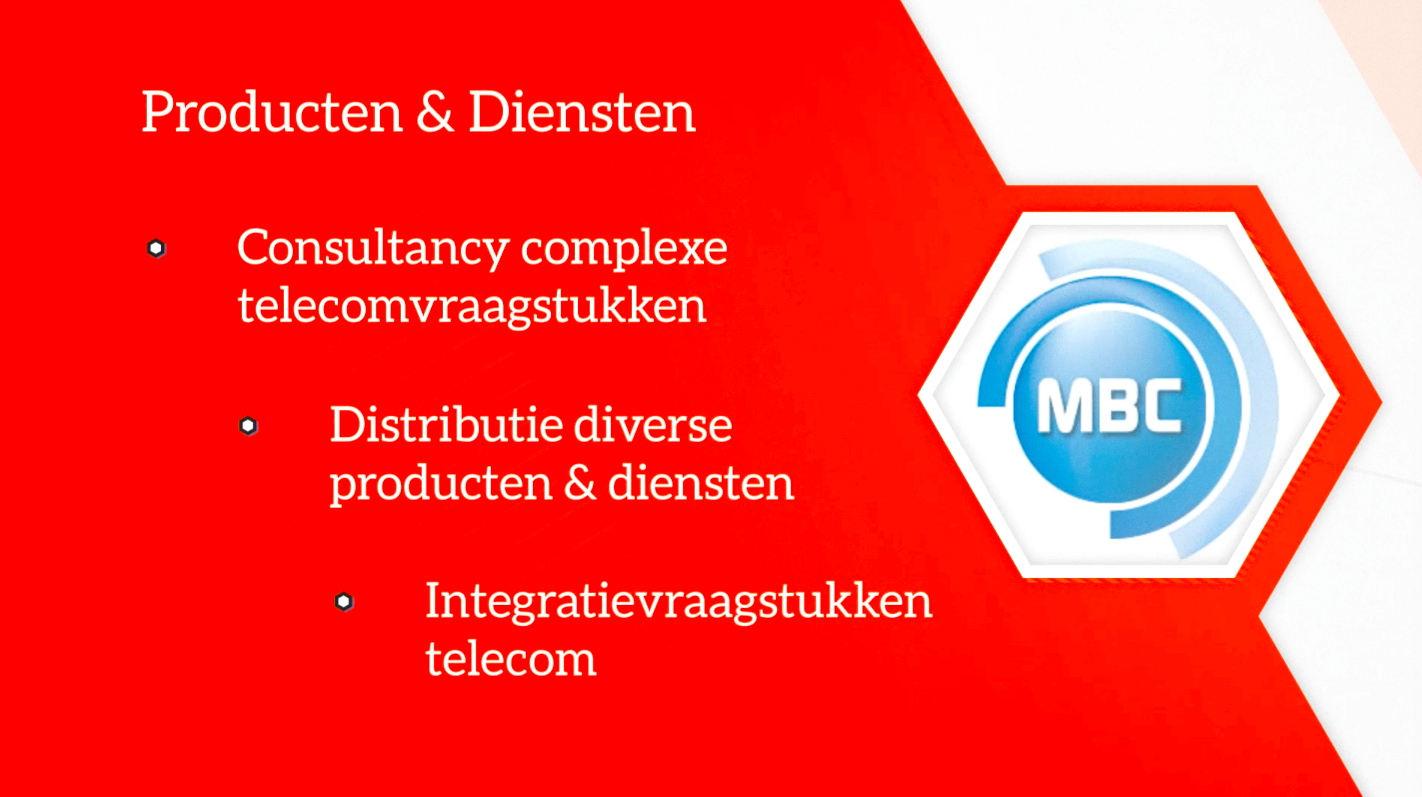 Producten & Diensten
Consultancy complexe
telecomvraagstukken
Distributie diverse
producten & diensten
Integratievraagstukken
telecom
MBC